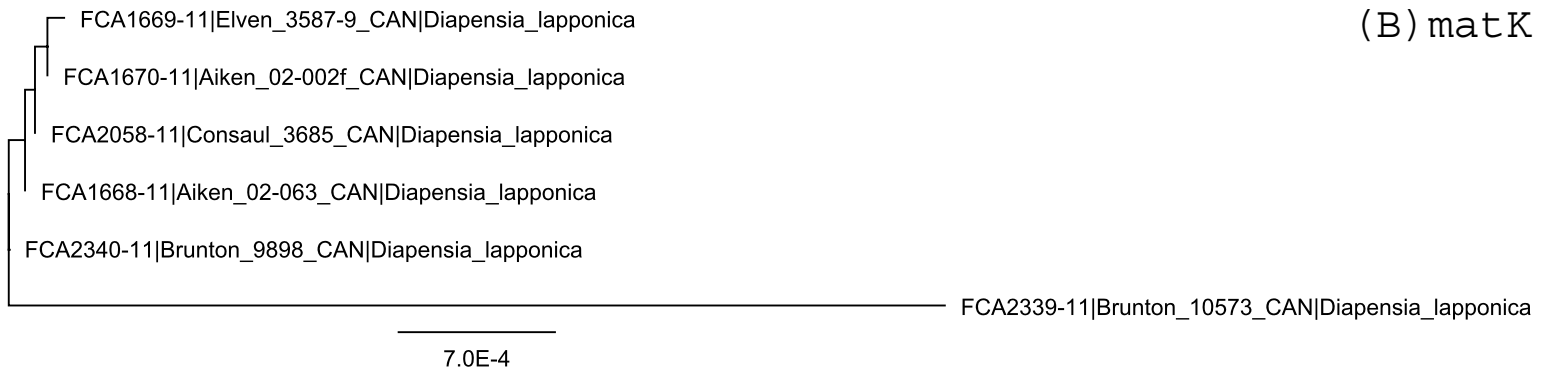 FCA1669-11|Elven_3587-9_CAN|Diapensia_lapponica
(B)matK
FCA1670-11|Aiken_02-002f_CAN|Diapensia_lapponica
FCA2058-11|Consaul_3685_CAN|Diapensia_lapponica
FCA1668-11|Aiken_02-063_CAN|Diapensia_lapponica
FCA2340-11|Brunton_9898_CAN|Diapensia_lapponica
FCA2339-11|Brunton_10573_CAN|Diapensia_lapponica
7.0E-4